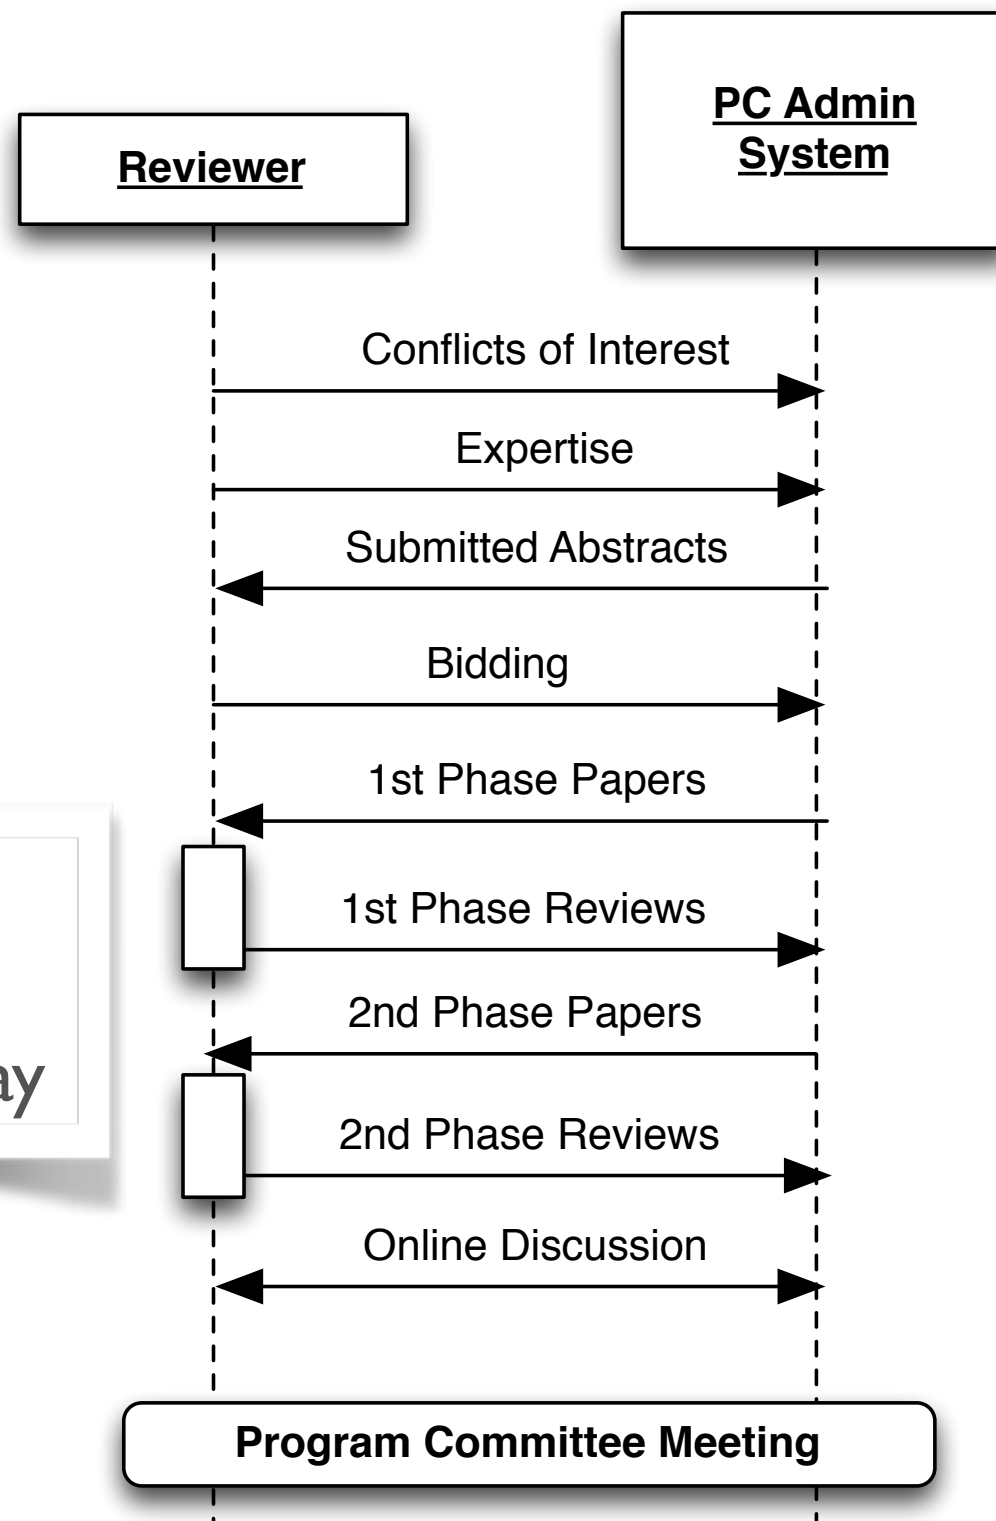 PC Admin
System
Reviewer
Conflicts of Interest
Expertise
Submitted Abstracts
Bidding
1st Phase Papers
1st Phase Reviews
2nd Phase Papers
ay
2nd Phase Reviews
Online Discussion
Program Committee Meeting